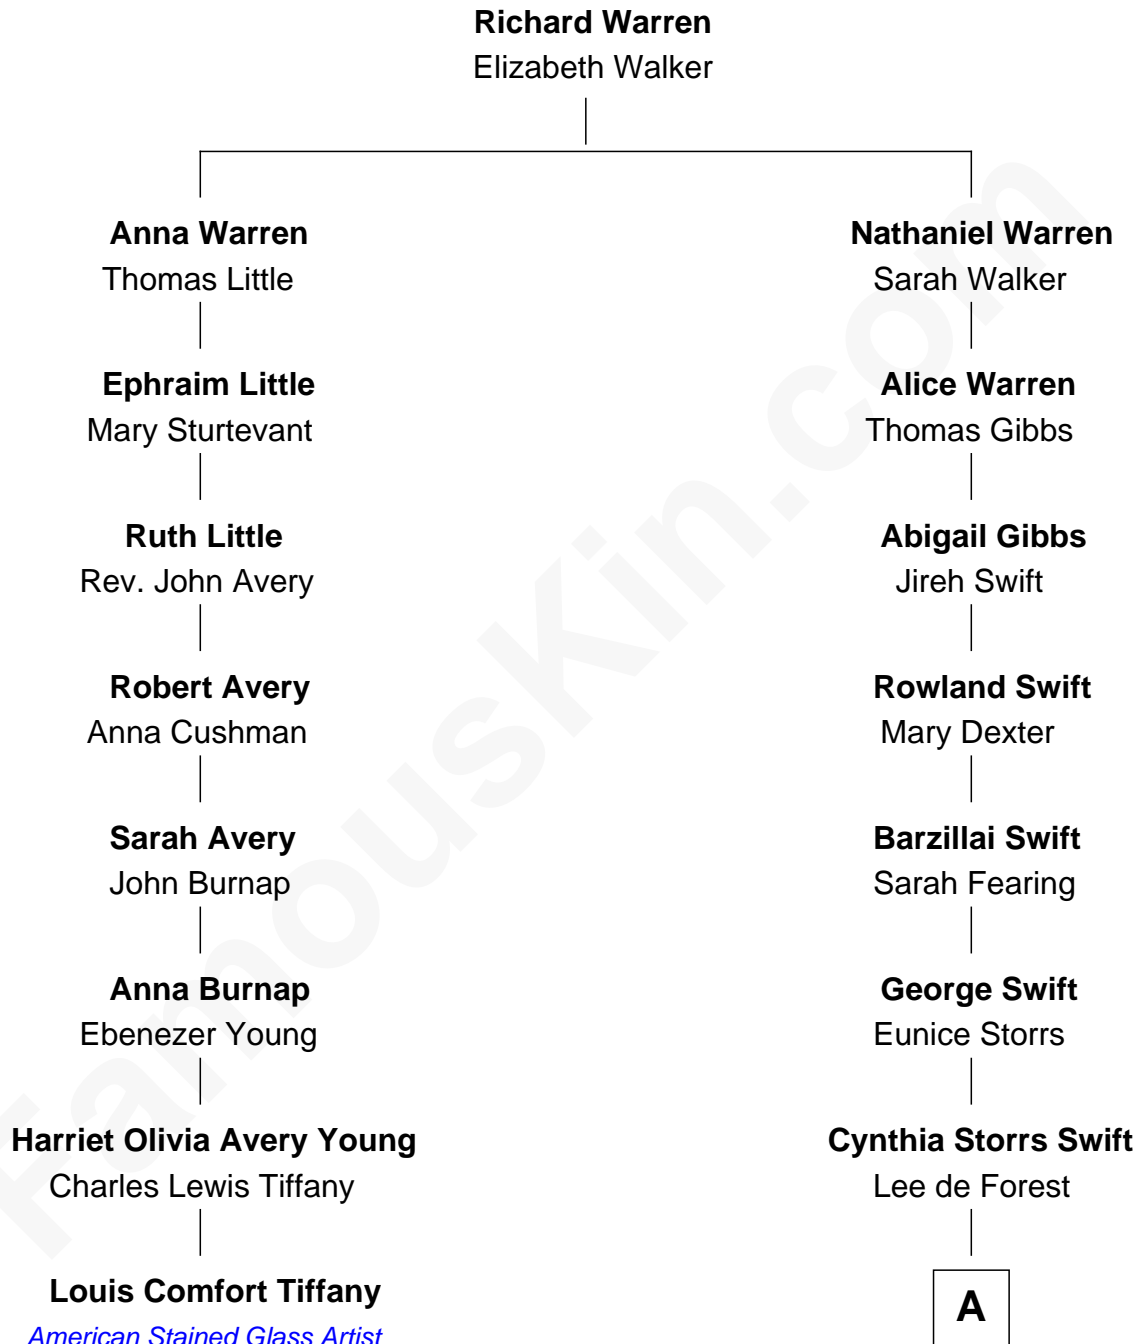 Richard Warren
Elizabeth Walker
Anna Warren
Thomas Little
Nathaniel Warren
Sarah Walker
Ephraim Little
Mary Sturtevant
Alice Warren
Thomas Gibbs
Ruth Little
Rev. John Avery
Abigail Gibbs
Jireh Swift
Robert Avery
Anna Cushman
Rowland Swift
Mary Dexter
Sarah Avery
John Burnap
Barzillai Swift
Sarah Fearing
Anna Burnap
Ebenezer Young
George Swift
Eunice Storrs
Harriet Olivia Avery Young
Charles Lewis Tiffany
Cynthia Storrs Swift
Lee de Forest
Louis Comfort Tiffany
American Stained Glass Artist
A
FamousKin.com